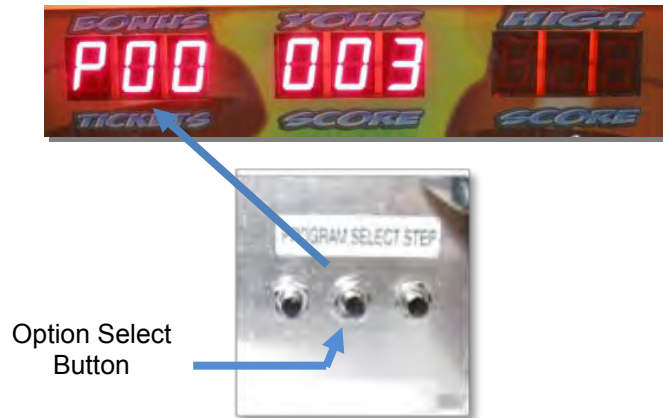 BONUS YOUR HIGH
P00 003
TICKETS SCORE SCORE
PROGRAM SELECT STEP
Option Select
Button